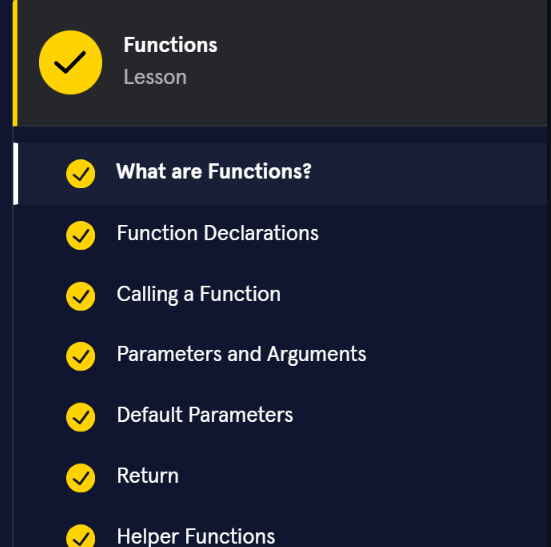 Functions
Lesson
What are Functions?
Function Declarations
Calling a Function
Parameters and Arguments
Default Parameters
Return
Helper Functions